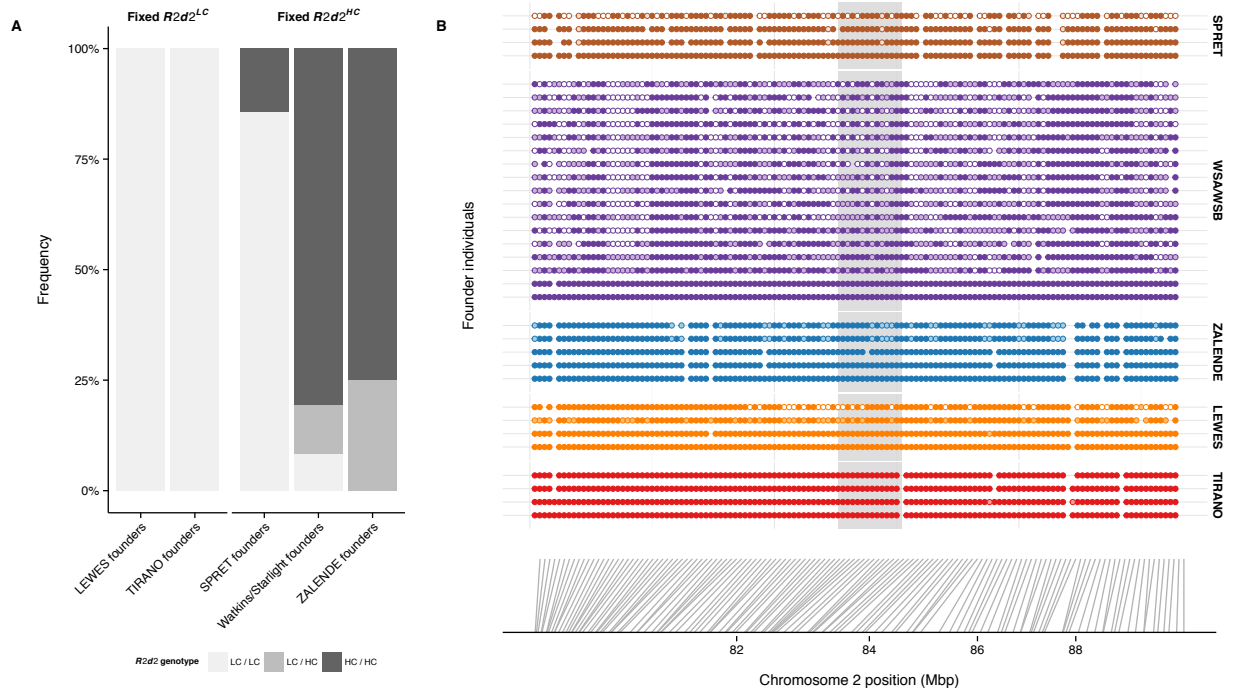 A
Fixed R2d2^LC
Fixed R2d2^HC
100%
75%
50%
25%
0%
Frequency
LEWES founders
TIRANO founders
SPRET founders
Watkins/Starlight founders
ZALENDE founders
R2d2 genotype
LC / LC
LC / HC
HC / HC
B
Founder individuals
SPRET
WSA/WSB
ZALENDE
LEWES
TIRANO
82
84
86
88
Chromosome 2 position (Mbp)